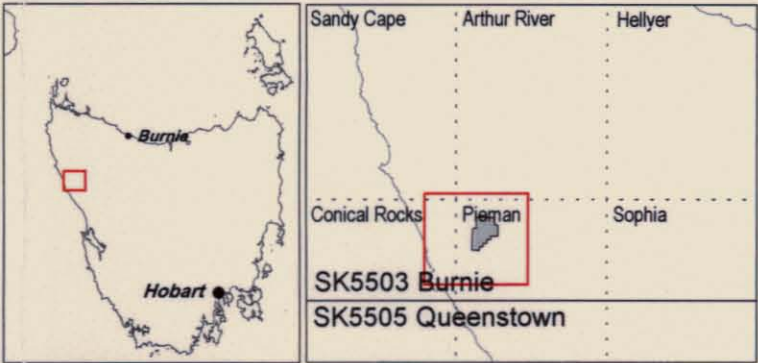 Burnie
Hobart
Sandy Cape
Arthur River
Hellyer
Conical Rocks
Pieman
Sophia
SK5503 Burnie
SK5505 Queenstown